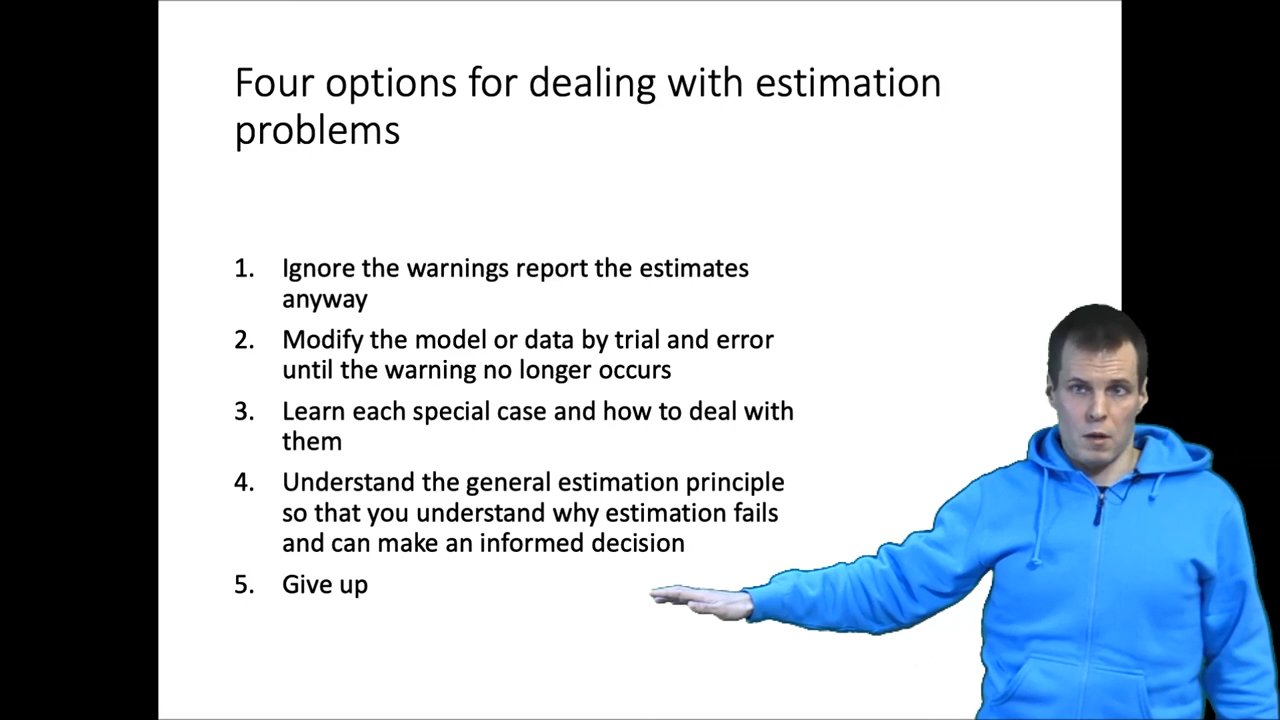 Four options for dealing with estimation
problems
1. Ignore the warnings report the estimates
anyway
2. Modify the model or data by trial and error
until the warning no longer occurs
3. Learn each special case and how to deal with
them
4. Understand the general estimation principle
so that you understand why estimation fails
and can make an informed decision
5. Give up